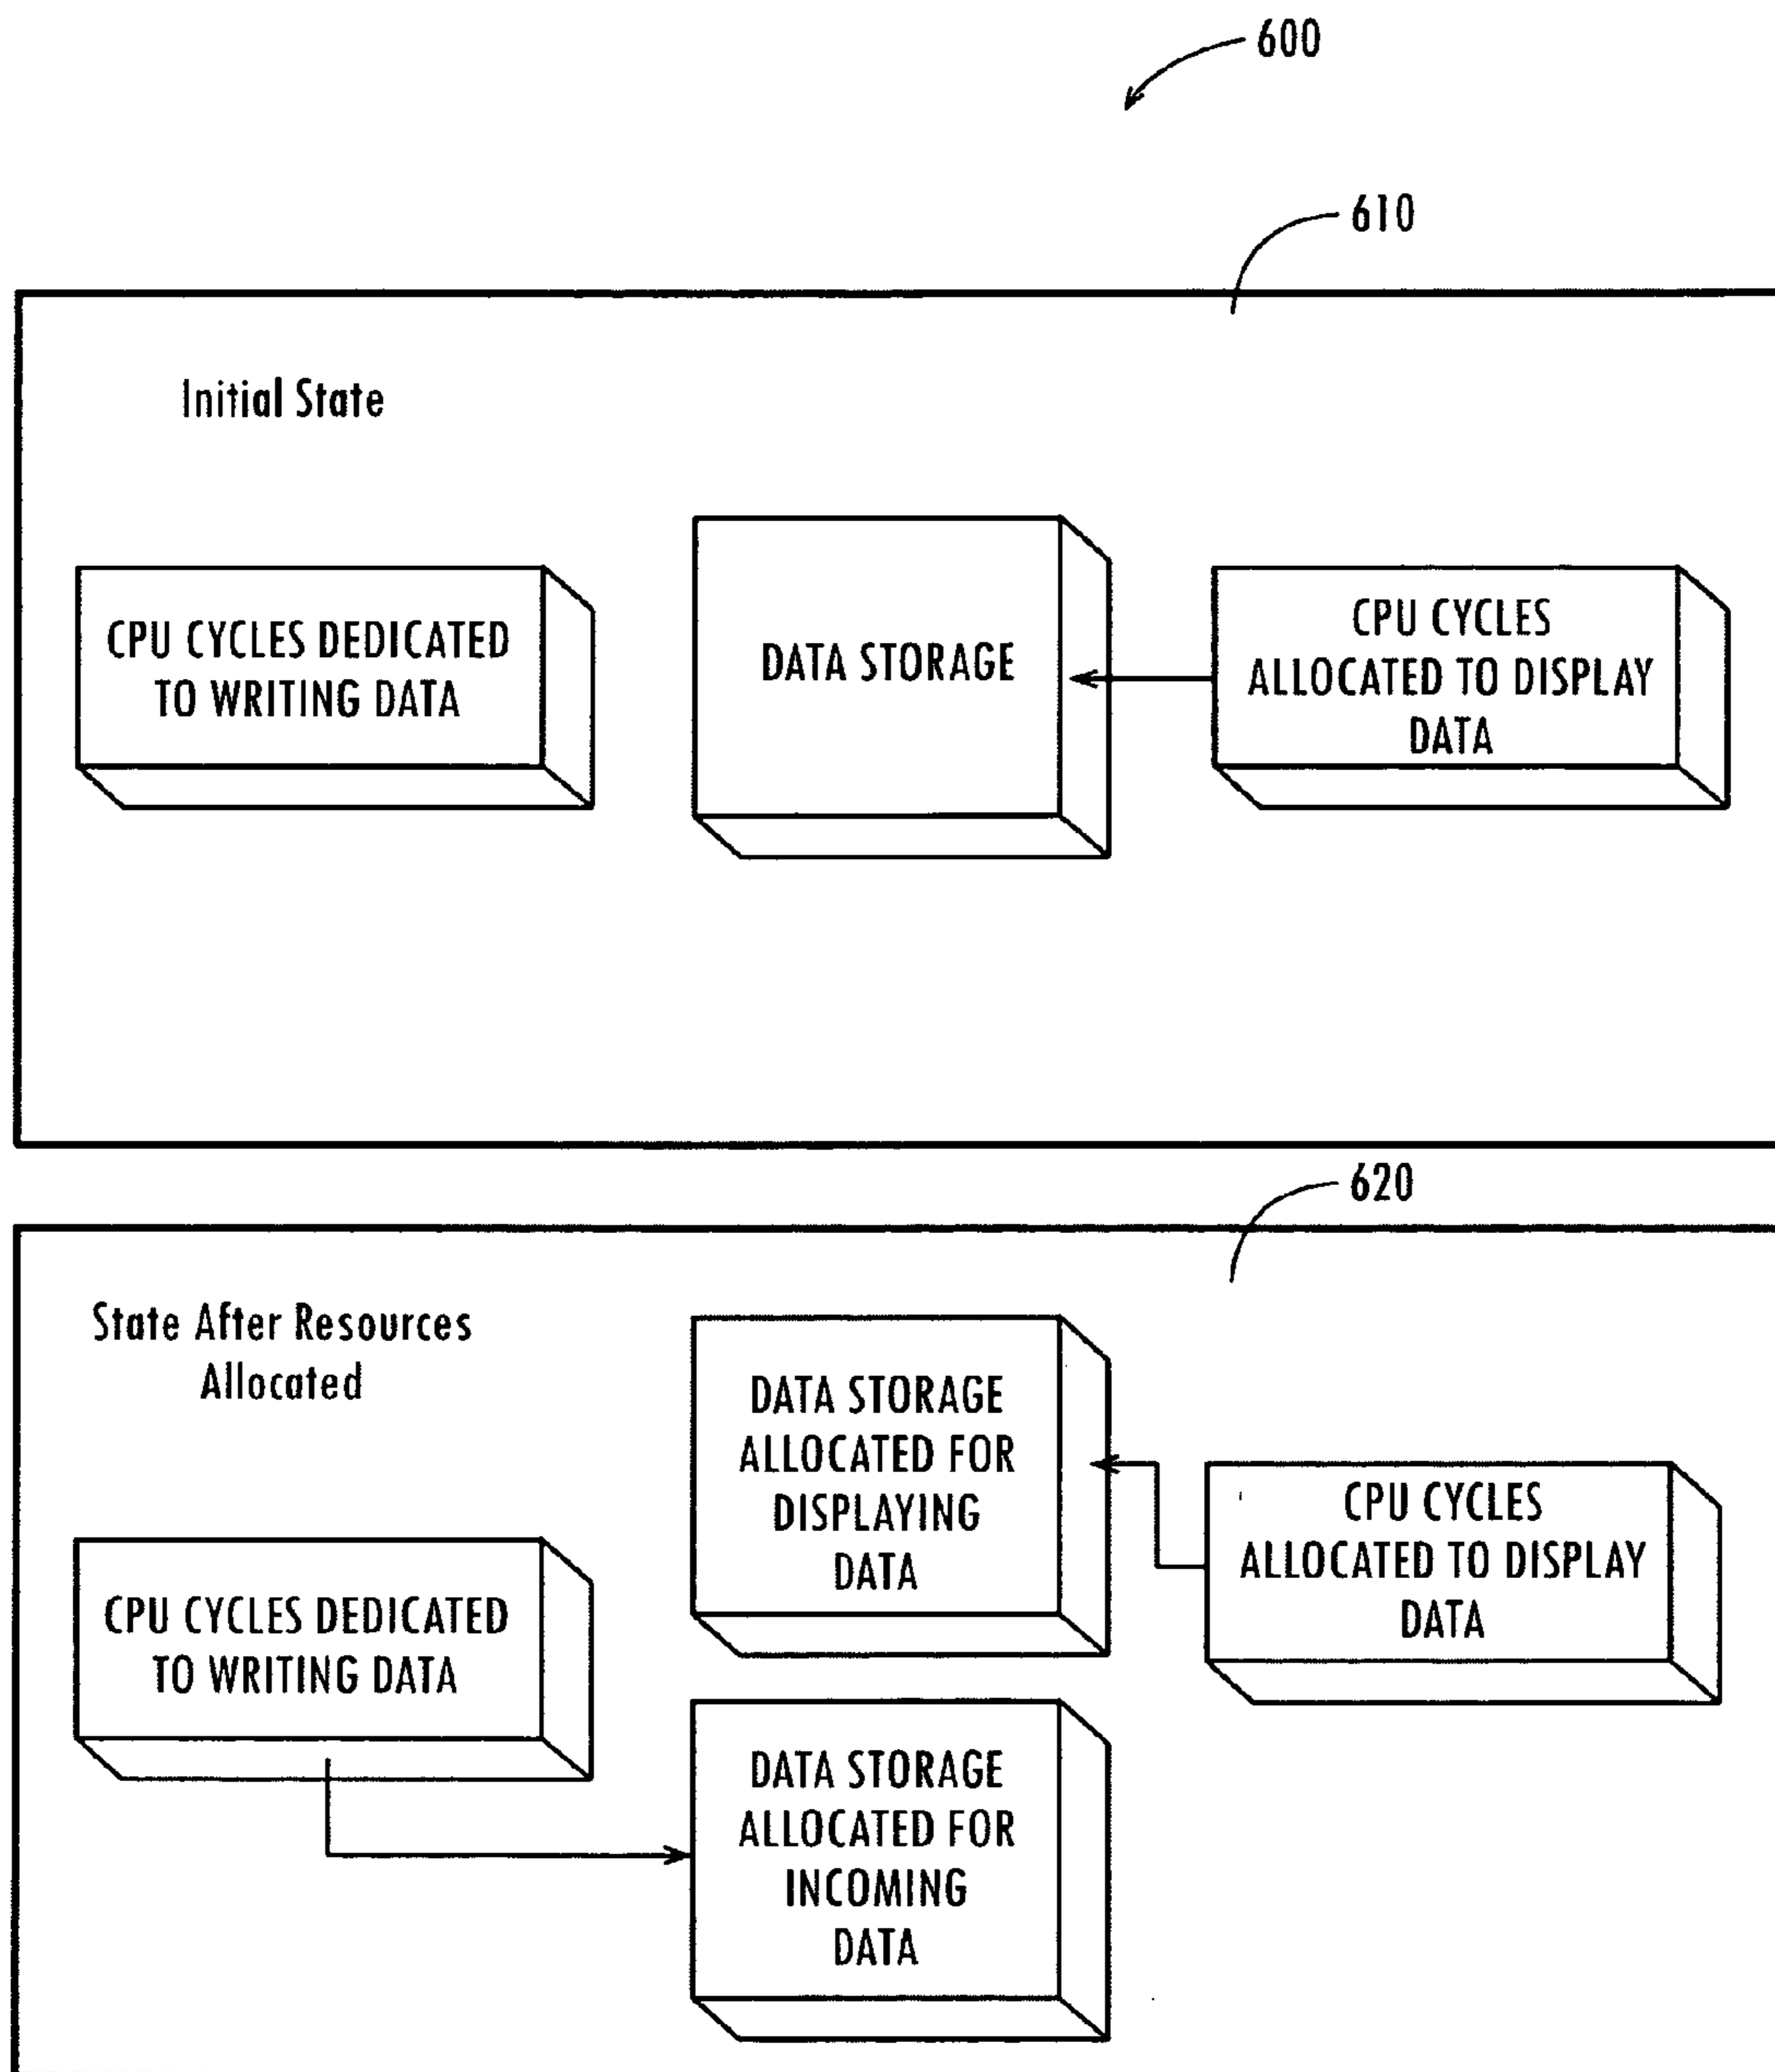 600
610
Initial State
CPU CYCLES DEDICATED
TO WRITING DATA
DATA STORAGE
CPU CYCLES
ALLOCATED TO DISPLAY
DATA
620
State After Resources
Allocated
DATA STORAGE
ALLOCATED FOR
DISPLAYING
DATA
CPU CYCLES
ALLOCATED TO DISPLAY
DATA
CPU CYCLES DEDICATED
TO WRITING DATA
DATA STORAGE
ALLOCATED FOR
INCOMING
DATA